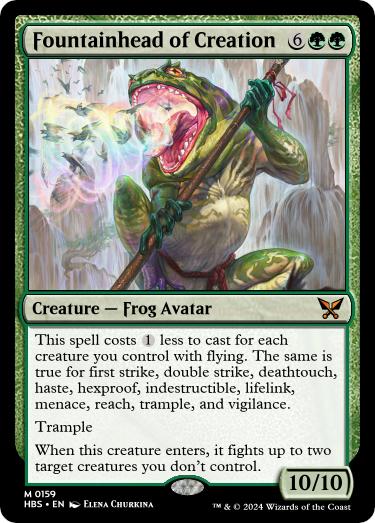 Fountainhead of Creation 6
Creature — Frog Avatar
This spell costs 1 less to cast for each
creature you control with flying. The same is
true for first strike, double strike, deathtouch,
haste, hexproof, indestructible, lifelink,
menace, reach, trample, and vigilance.
Trample
When this creature enters, it fights up to two
target creatures you don’t control.
10/10
M 0159
HBS • EN Elena Churkina
™ & © 2024 Wizards of the Coast